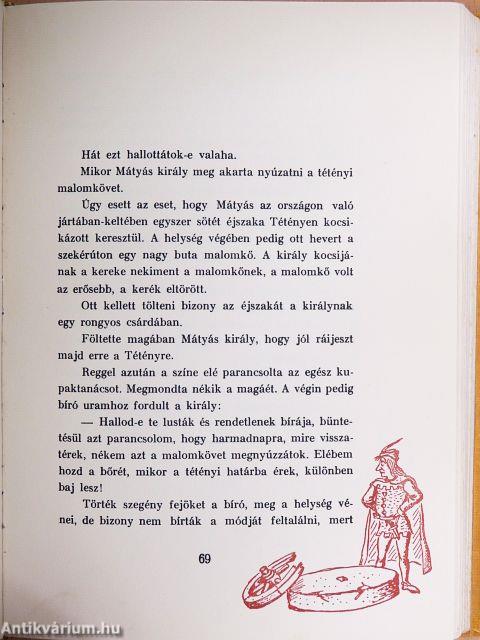 Hát ezt hallottátok-e valaha.
Mikor Mátyás király meg akarta nyúzatni a tétényi
malomkövet.
Úgy esett az eset, hogy Mátyás az országon való
jártában-keltében egyszer sötét éjszaka Tétényen kocsi-
kázott keresztül. A helység végében pedig ott hevert a
szekérúton egy nagy buta malomkő. A király kocsijá-
nak a kereke nekiment a malomkőnek, a malomkő volt
az erősebb, a kerék eltörött.
Ott kellett tölteni bizony az éjszakát a királynak
egy rongyos csárdában.
Föltette magában Mátyás király, hogy jól ráijeszt
majd erre a Tétényre.
Reggel azután a színe elé parancsolta az egész ku-
paktanácsot. Megmondta nékik a magáét. A végin pedig
bíró uramhoz fordult a király:
— Hallod-e te lusták és rendetlenek bírája, bünte-
tésül azt parancsolom, hogy harmadnapra, mire vissza-
térek, nékem azt a malomkövet megnyúzzátok. Elébem
hozd a bőrét, mikor a tétényi határba érek, különben
baj lesz!
Törték szegény fejöket a bíró, meg a helység vé-
nei, de bizony nem bírták a módját feltalálni, mert
69
Antikvárium.hu